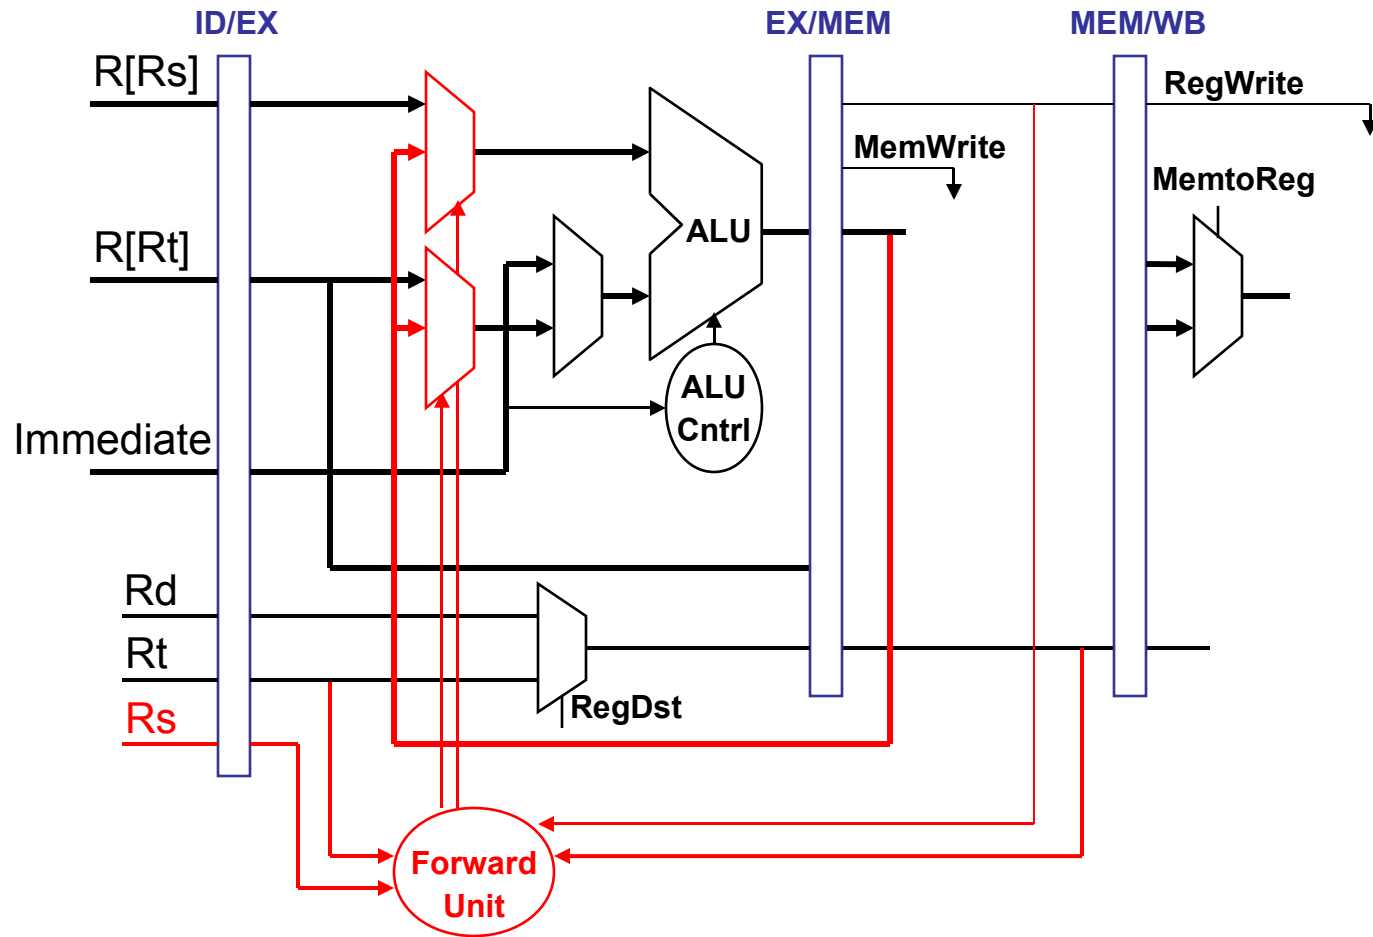 ID/EX
EX/MEM
MEM/WB
R[Rs]
RegWrite
MemWrite
MemtoReg
R[Rt]
ALU
ALU
Cntrl
Immediate
Rd
Rt
RegDst
Rs
Forward
Unit